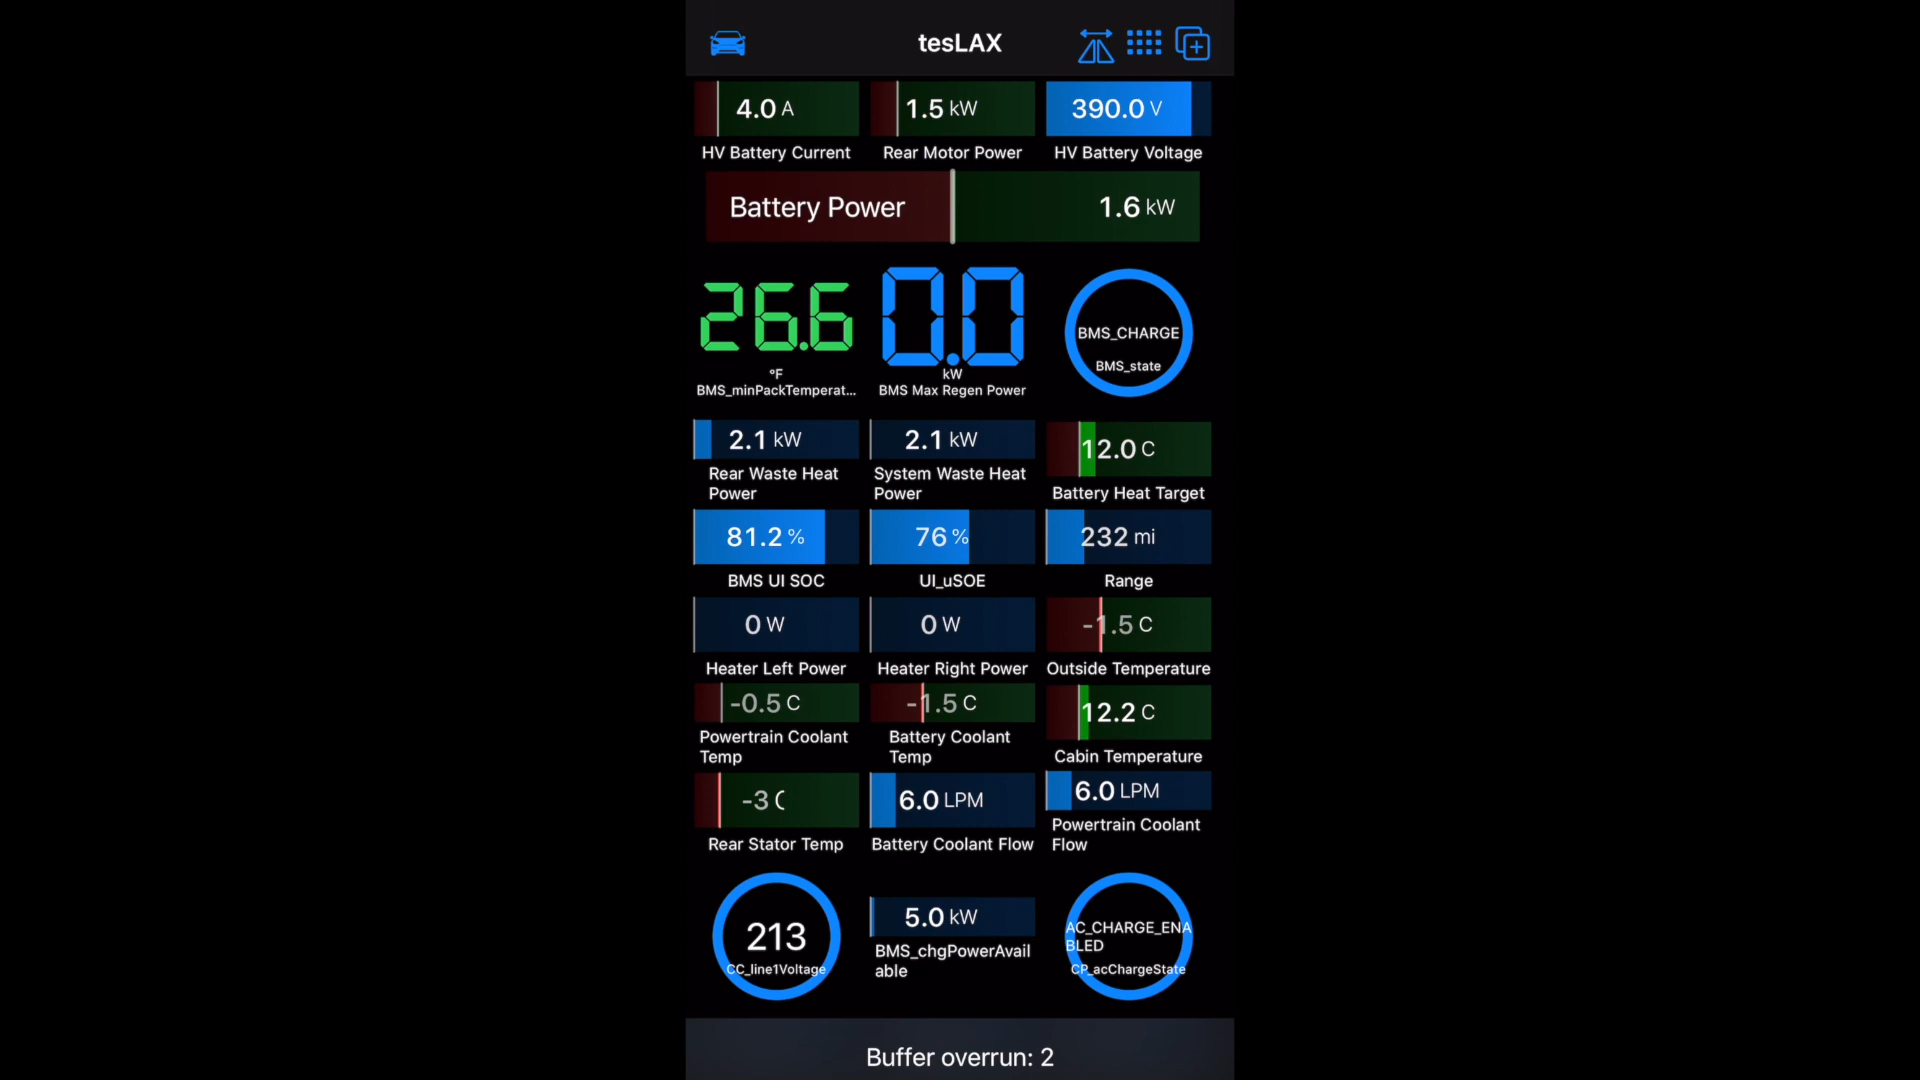 tesLAX
4.0 A
1.5 kW
390.0 V
HV Battery Current
Rear Motor Power
HV Battery Voltage
Battery Power
1.6 kW
26.6
0.0
BMS_CHARGE
BMS_state
°F
kW
BMS_minPackTemperat...
BMS Max Regen Power
2.1 kW
2.1 kW
12.0 C
Rear Waste Heat
Power
System Waste Heat
Power
Battery Heat Target
81.2 %
76 %
232 mi
BMS UI SOC
UI_uSOE
Range
0 W
0 W
-1.5 C
Heater Left Power
Heater Right Power
Outside Temperature
-0.5 C
-1.5 C
12.2 C
Powertrain Coolant
Temp
Battery Coolant
Temp
Cabin Temperature
-3 C
6.0 LPM
6.0 LPM
Rear Stator Temp
Battery Coolant Flow
Powertrain Coolant
Flow
213
CC_line1Voltage
5.0 kW
BMS_chgPowerAvail
able
AC_CHARGE_ENA
BLED
CP_acChargeState
Buffer overrun: 2